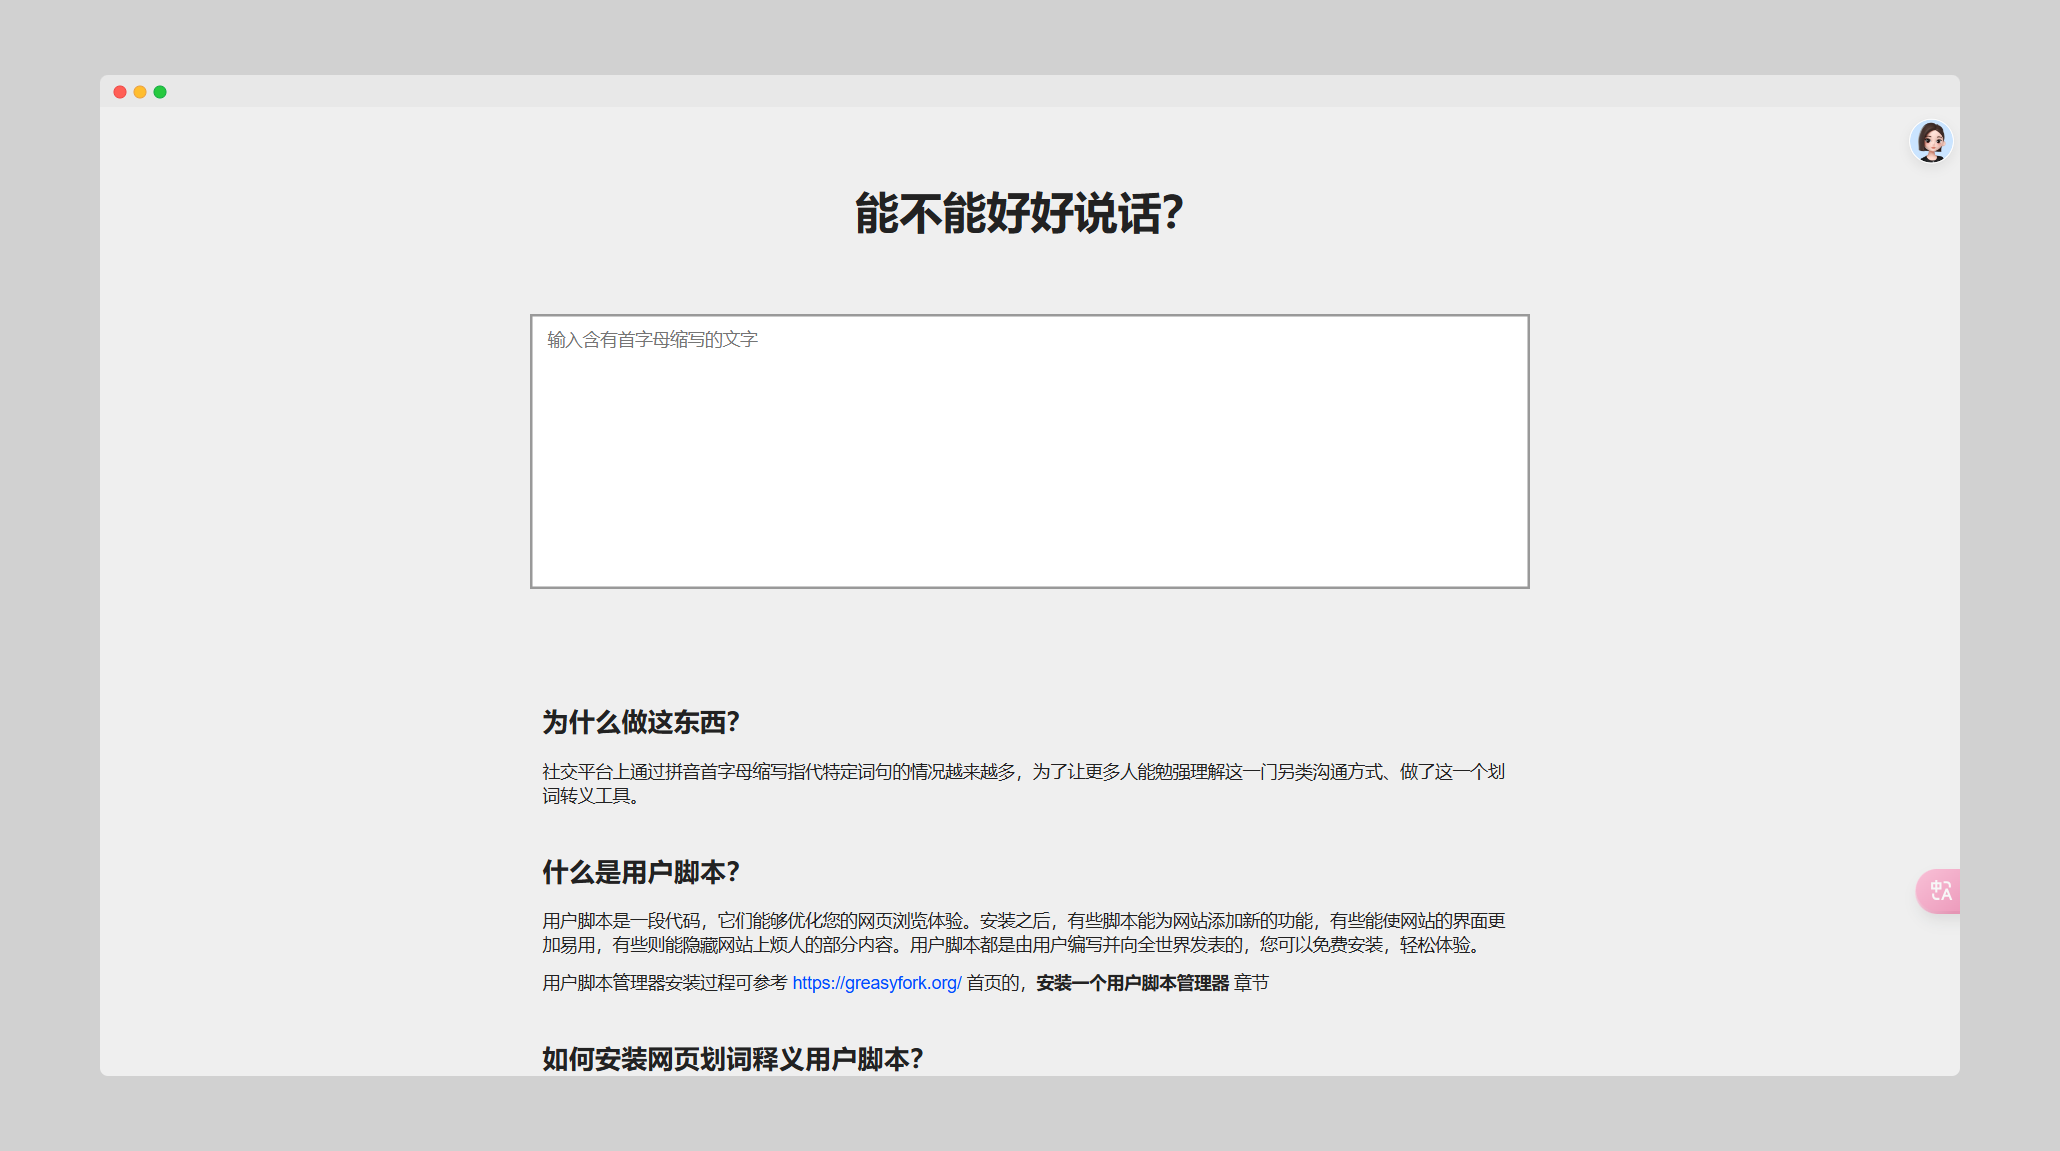 能不能好好说话？
输入含有首字母缩写的文字
为什么做这东西？
社交平台上通过拼音首字母缩写指代特定词句的情况越来越多，为了让更多人能勉强理解这一门另类沟通方式、做了这一个划
词转义工具。
什么是用户脚本？
用户脚本是一段代码，它们能够优化您的网页浏览体验。安装之后，有些脚本能为网站添加新的功能，有些能使网站的界面更
加易用，有些则能隐藏网站上烦人的部分内容。用户脚本都是由用户编写并向全世界发表的，您可以免费安装，轻松体验。
用户脚本管理器安装过程可参考 https://greasyfork.org/ 首页的，安装一个用户脚本管理器 章节
中A
如何安装网页划词释义用户脚本？